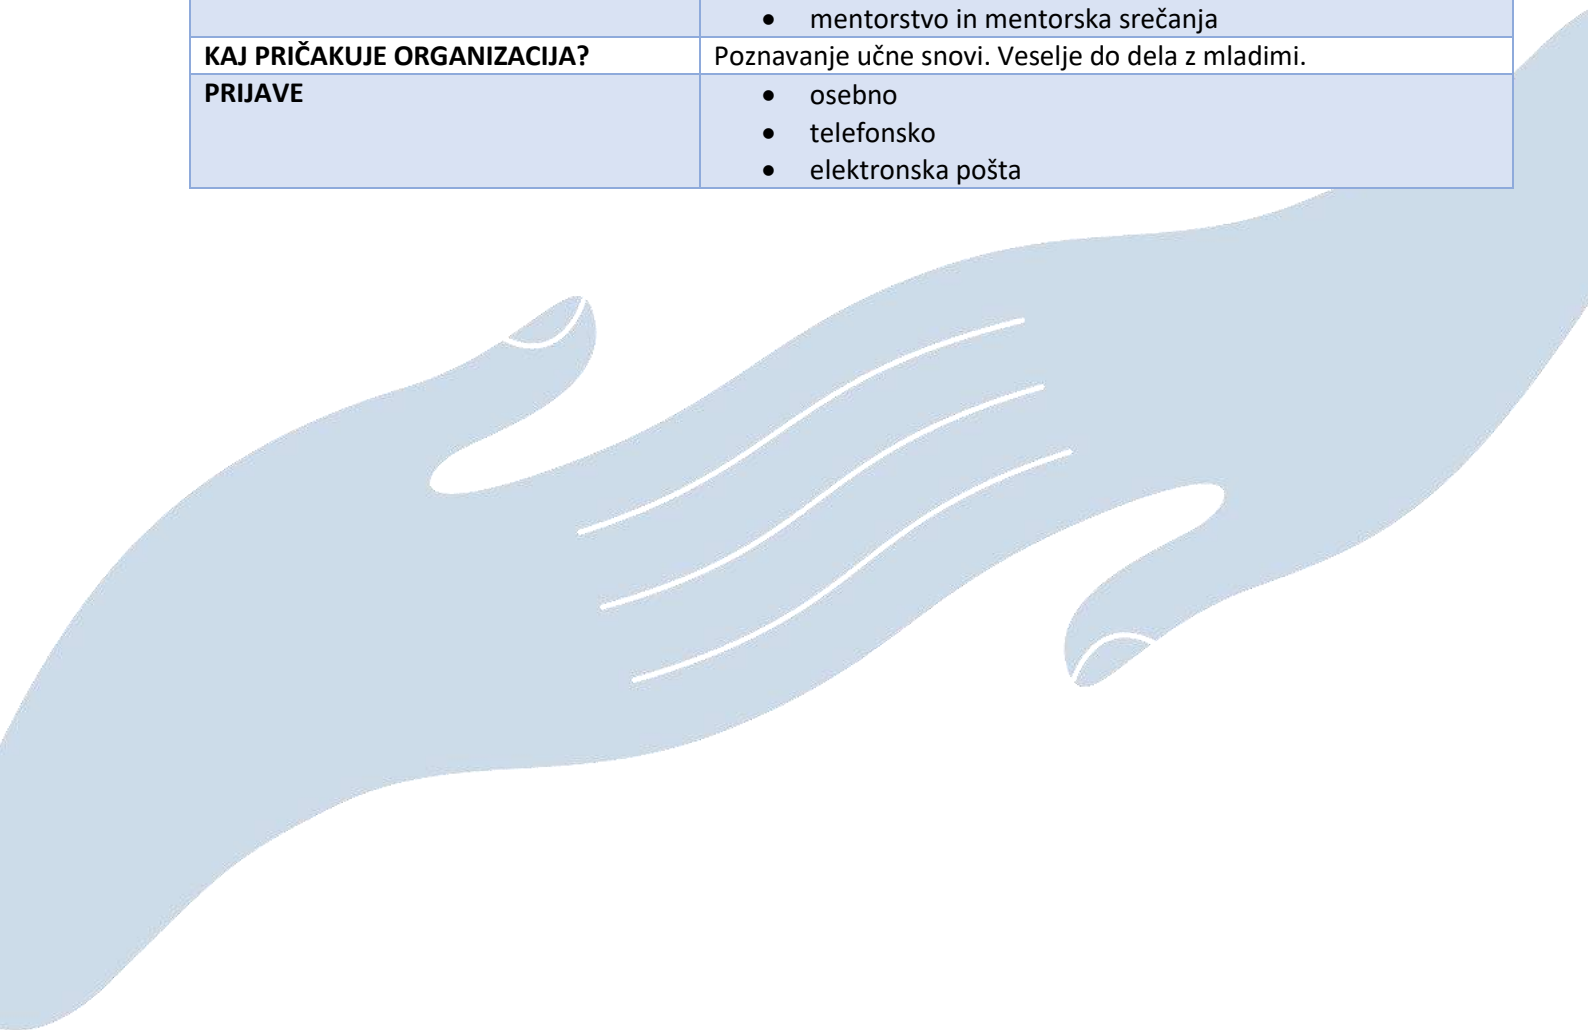 • mentorstvo in mentorska srečanja
KAJ PRIČAKUJE ORGANIZACIJA? Poznavanje učne snovi. Veselje do dela z mladimi.
PRIJAVE • osebno
• telefonsko
• elektronska pošta